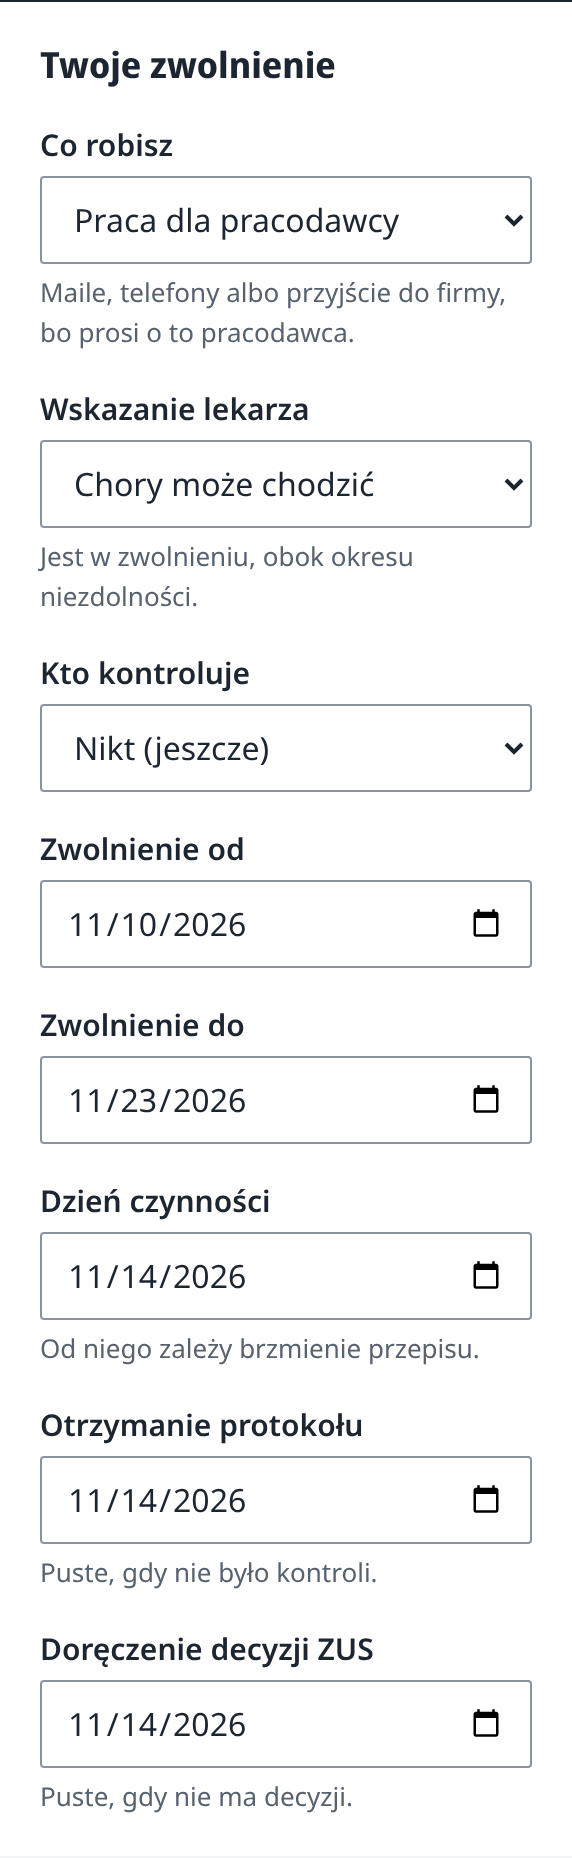 Twoje zwolnienie
Co robisz
Praca dla pracodawcy
Maile, telefony albo przyjście do firmy,
bo prosi o to pracodawca.
Wskazanie lekarza
Chory może chodzić
Jest w zwolnieniu, obok okresu
niezdolności.
Kto kontroluje
Nikt (jeszcze)
Zwolnienie od
11/10/2026
Zwolnienie do
11/23/2026
Dzień czynności
11/14/2026
Od niego zależy brzmienie przepisu.
Otrzymanie protokołu
11/14/2026
Puste, gdy nie było kontroli.
Doręczenie decyzji ZUS
11/14/2026
Puste, gdy nie ma decyzji.